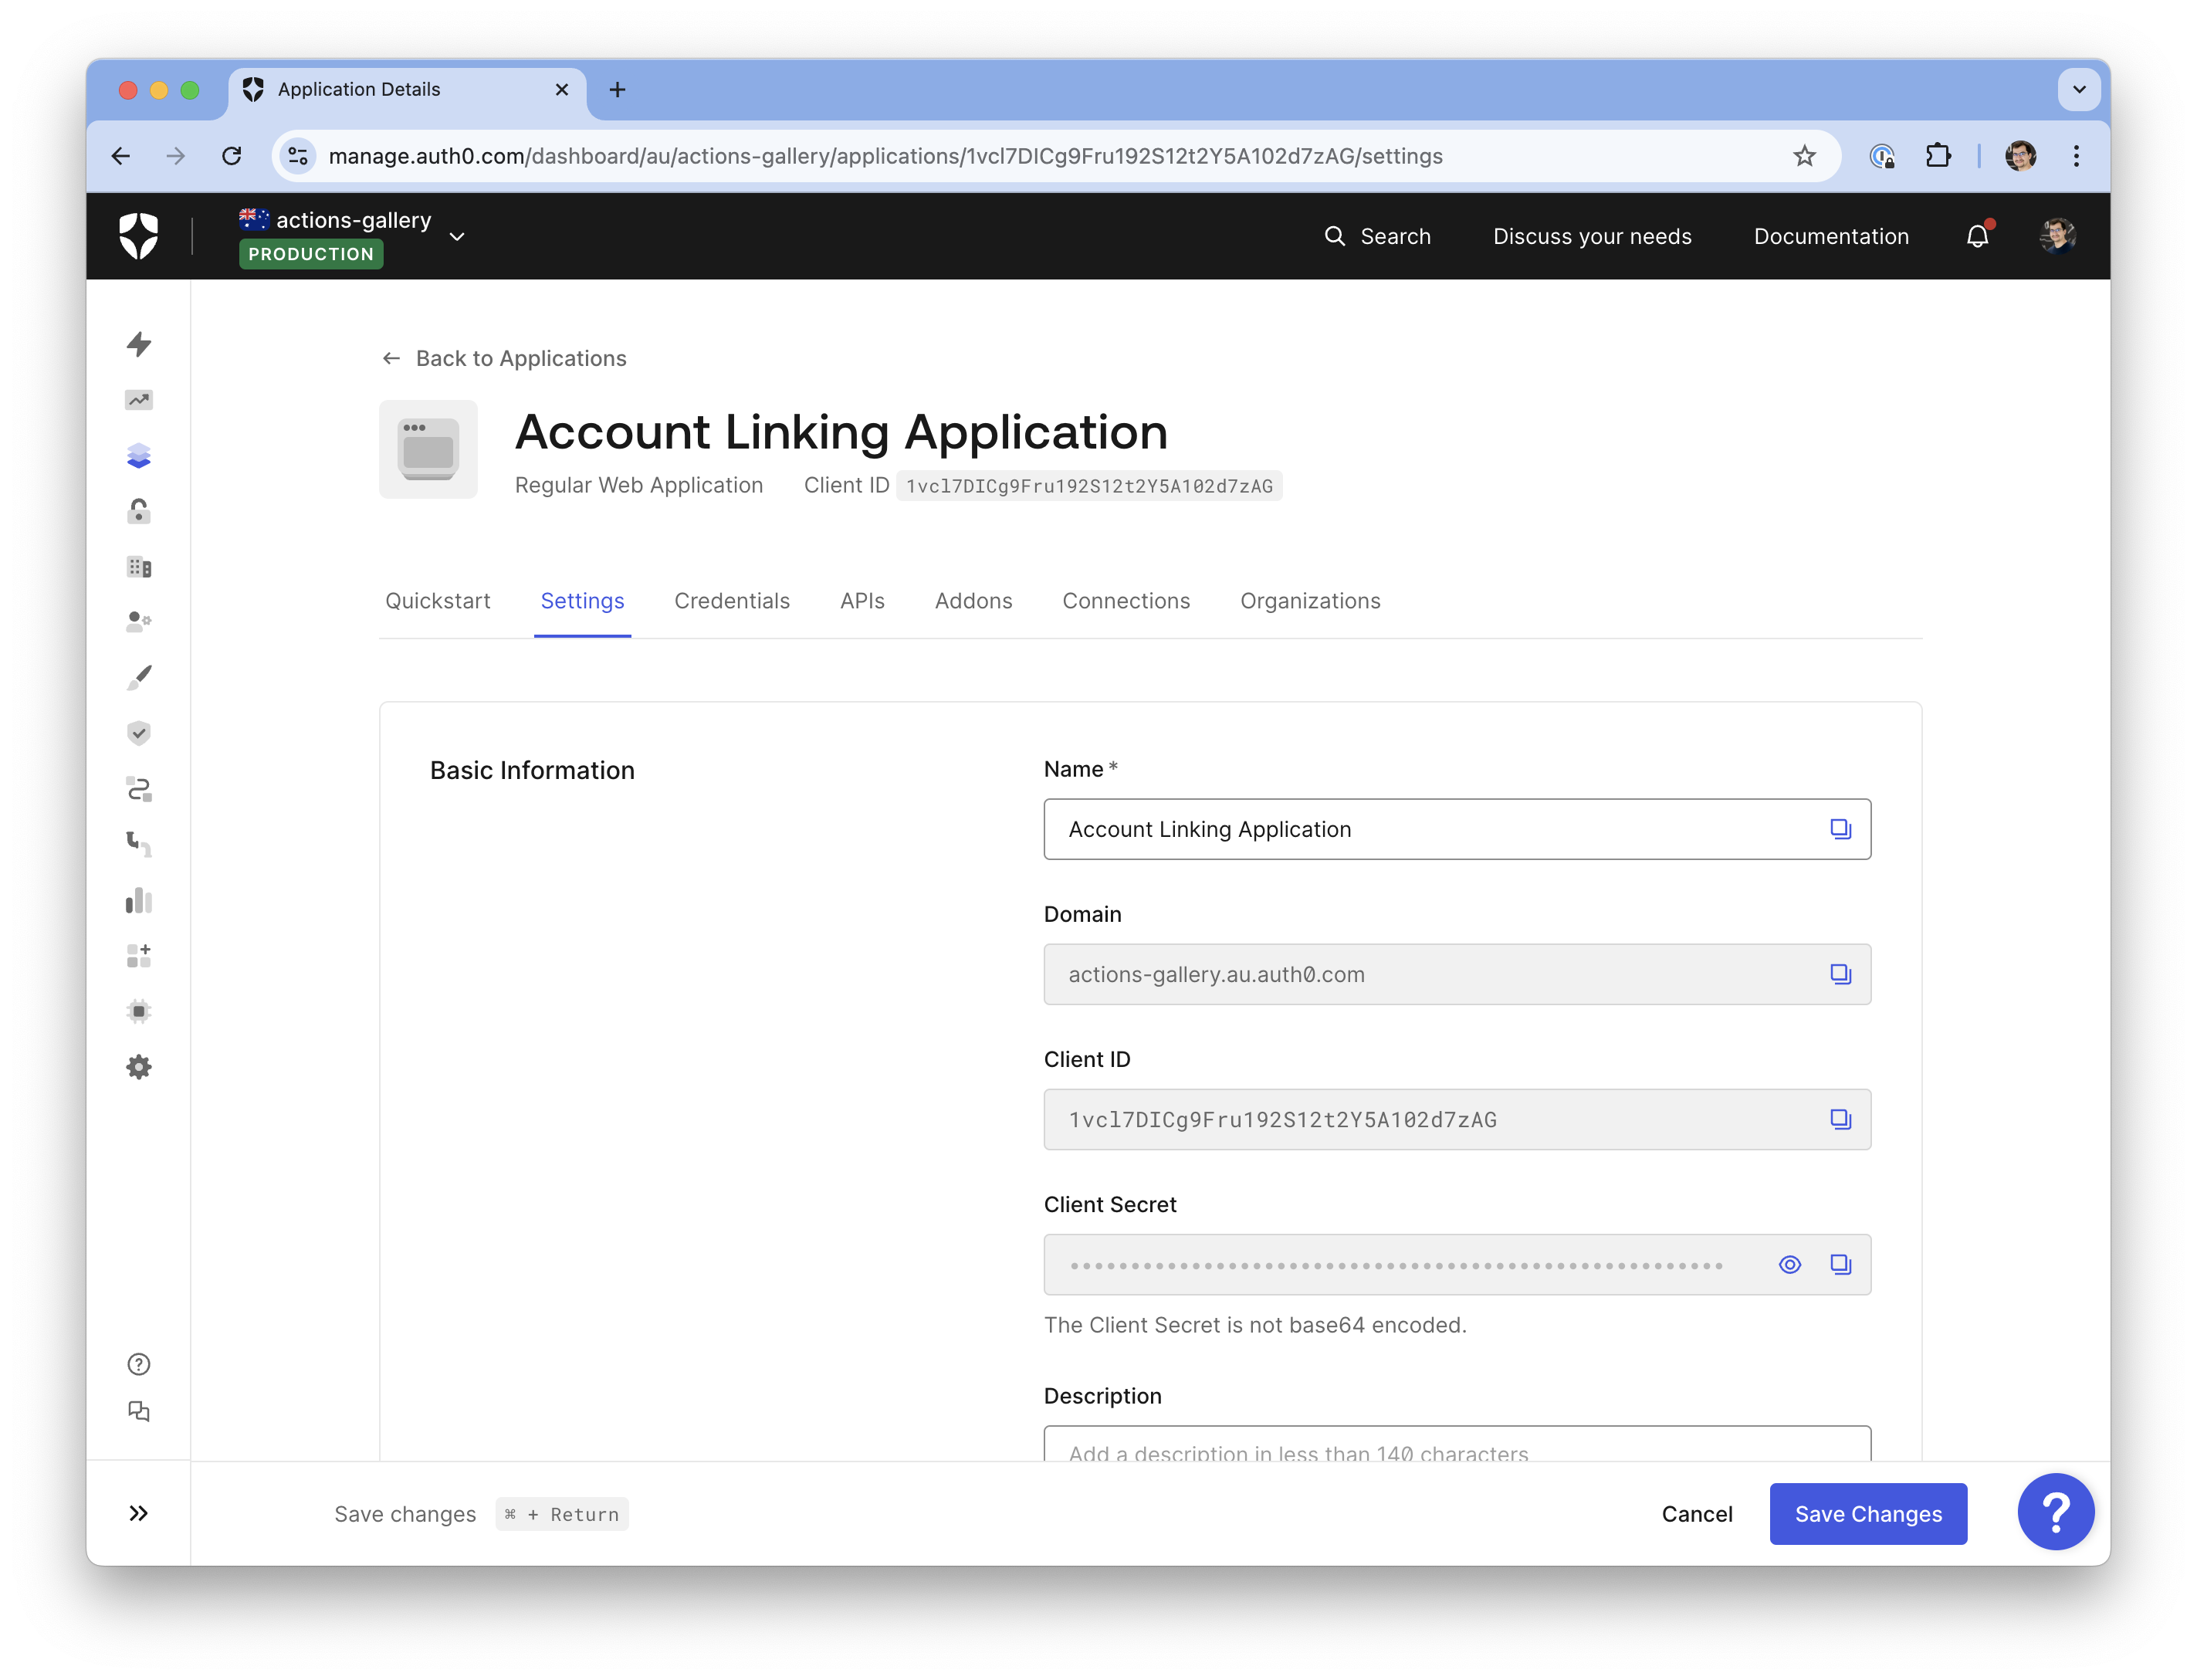 Application Details
manage.auth0.com/dashboard/au/actions-gallery/applications/1vcl7DICg9Fru192S12t2Y5A102d7zAG/settings
actions-gallery
PRODUCTION
Search
Discuss your needs
Documentation
Back to Applications
Account Linking Application
Regular Web Application
Client ID 1vcl7DICg9Fru192S12t2Y5A102d7zAG
Quickstart
Settings
Credentials
APIs
Addons
Connections
Organizations
Basic Information
Name *
Account Linking Application
Domain
actions-gallery.au.auth0.com
Client ID
1vcl7DICg9Fru192S12t2Y5A102d7zAG
Client Secret
••••••••••••••••••••••••••••••••••••••••••••••••••••••
The Client Secret is not base64 encoded.
Description
Add a description in less than 140 characters
Save changes
⌘ + Return
Cancel
Save Changes
?